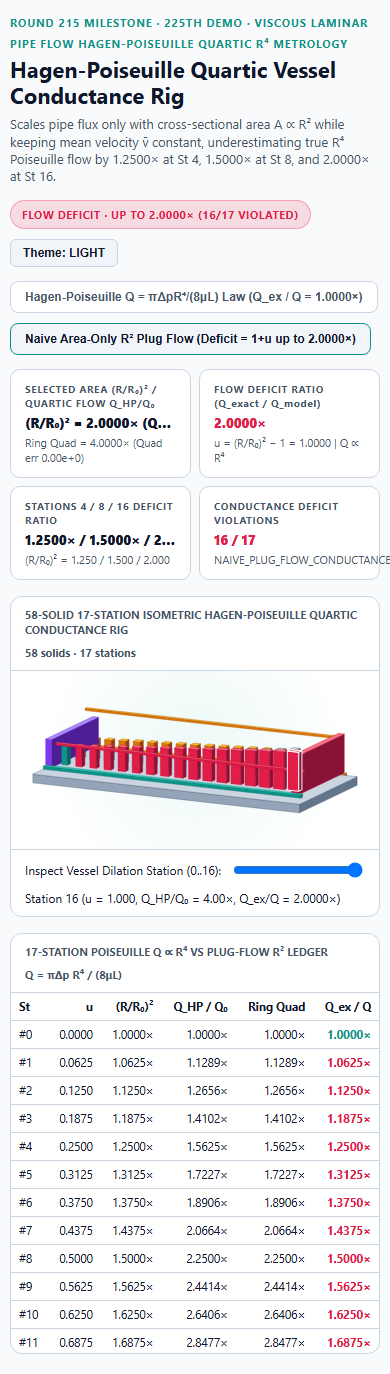 ROUND 215 MILESTONE · 225TH DEMO · VISCOUS LAMINAR
PIPE FLOW HAGEN-POISEUILLE QUARTIC R⁴ METROLOGY
Hagen-Poiseuille Quartic Vessel
Conductance Rig
Scales pipe flux only with cross-sectional area A ∝ R² while
keeping mean velocity v̄ constant, underestimating true R⁴
Poiseuille flow by 1.2500× at St 4, 1.5000× at St 8, and 2.0000×
at St 16.
FLOW DEFICIT · UP TO 2.0000× (16/17 VIOLATED)
Theme: LIGHT
Hagen-Poiseuille Q = πΔpR⁴/(8μL) Law (Q_ex / Q = 1.0000×)
Naive Area-Only R² Plug Flow (Deficit = 1+u up to 2.0000×)
SELECTED AREA (R/R₀)² /
QUARTIC FLOW Q_HP/Q₀
(R/R₀)² = 2.0000× (Q...
Ring Quad = 4.0000× (Quad
err 0.00e+0)
FLOW DEFICIT RATIO
(Q_exact / Q_model)
2.0000×
u = (R/R₀)² − 1 = 1.0000 | Q ∝
R⁴
STATIONS 4 / 8 / 16 DEFICIT
RATIO
1.2500× / 1.5000× / 2...
(R/R₀)² = 1.250 / 1.500 / 2.000
CONDUCTANCE DEFICIT
VIOLATIONS
16 / 17
NAIVE_PLUG_FLOW_CONDUCTANCE
58-SOLID 17-STATION ISOMETRIC HAGEN-POISEUILLE QUARTIC
CONDUCTANCE RIG
58 solids · 17 stations
Inspect Vessel Dilation Station (0..16):
Station 16 (u = 1.000, Q_HP/Q₀ = 4.00×, Q_ex/Q = 2.0000×)
17-STATION POISEUILLE Q ∝ R⁴ VS PLUG-FLOW R² LEDGER
Q = πΔp R⁴ / (8μL)
St u (R/R₀)² Q_HP / Q₀ Ring Quad Q_ex / Q
#0 0.0000 1.0000× 1.0000× 1.0000× 1.0000×
#1 0.0625 1.0625× 1.1289× 1.1289× 1.0625×
#2 0.1250 1.1250× 1.2656× 1.2656× 1.1250×
#3 0.1875 1.1875× 1.4102× 1.4102× 1.1875×
#4 0.2500 1.2500× 1.5625× 1.5625× 1.2500×
#5 0.3125 1.3125× 1.7227× 1.7227× 1.3125×
#6 0.3750 1.3750× 1.8906× 1.8906× 1.3750×
#7 0.4375 1.4375× 2.0664× 2.0664× 1.4375×
#8 0.5000 1.5000× 2.2500× 2.2500× 1.5000×
#9 0.5625 1.5625× 2.4414× 2.4414× 1.5625×
#10 0.6250 1.6250× 2.6406× 2.6406× 1.6250×
#11 0.6875 1.6875× 2.8477× 2.8477× 1.6875×